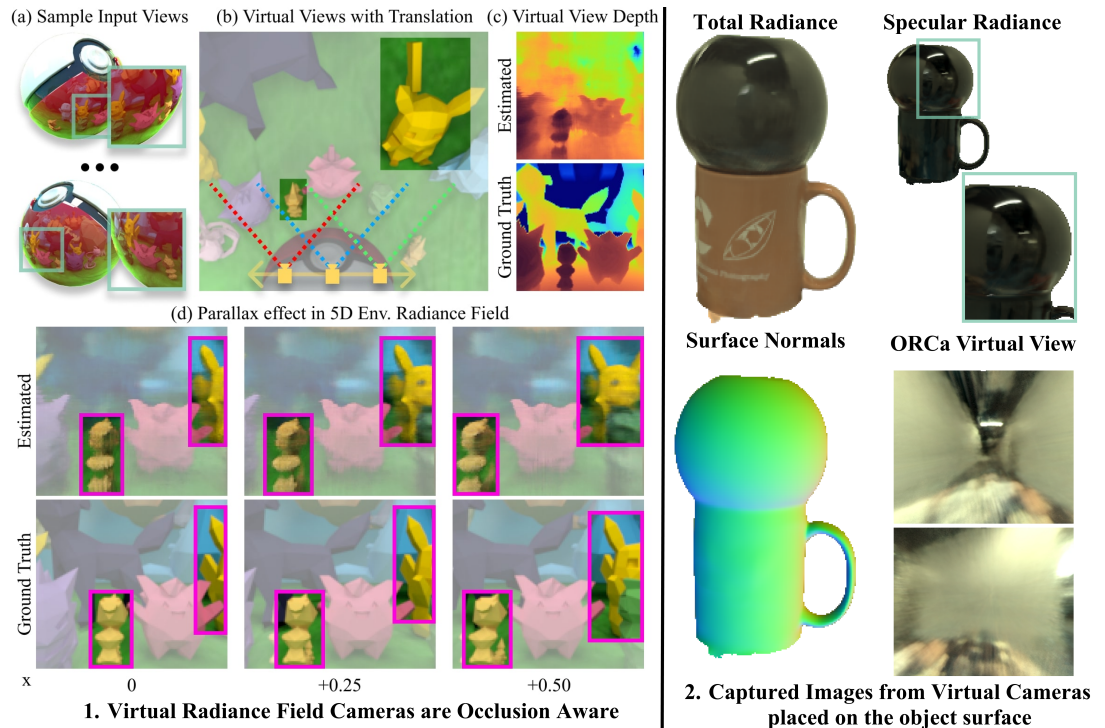 (a) Sample Input Views
(b) Virtual Views with Translation
(c) Virtual View Depth
Estimated
Ground Truth
(d) Parallax effect in 5D Env. Radiance Field
Estimated
Ground Truth
x
0
+0.25
+0.50
1. Virtual Radiance Field Cameras are Occlusion Aware
Total Radiance
Specular Radiance
Photography
Surface Normals
ORCa Virtual View
2. Captured Images from Virtual Cameras
placed on the object surface